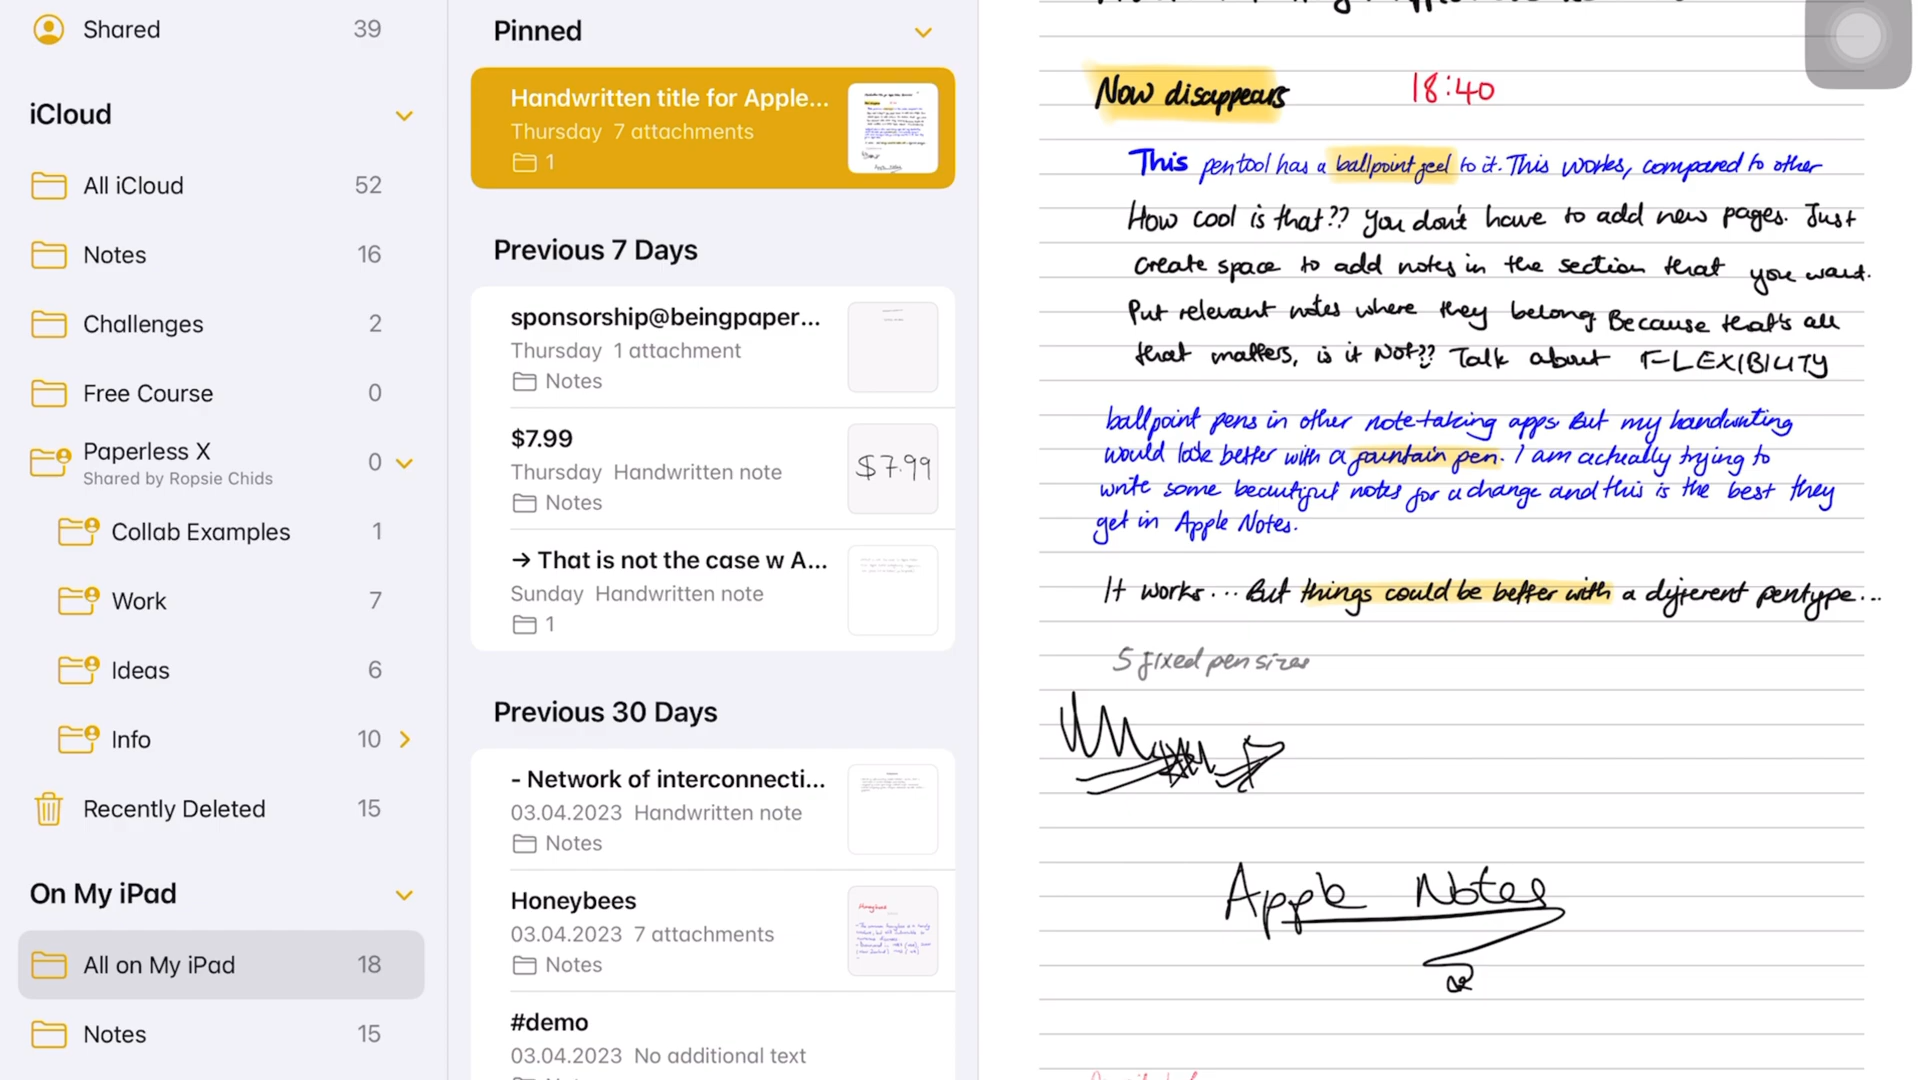 Shared 39
iCloud
All iCloud 52
Notes 16
Challenges 2
Free Course 0
Paperless X 0
Shared by Ropsie Chids
Collab Examples 1
Work 7
Ideas 6
Info 10
Recently Deleted 15
On My iPad
All on My iPad 18
Notes 15
Pinned
Handwritten title for Apple...
Thursday 7 attachments
1
Previous 7 Days
sponsorship@beingpaper...
Thursday 1 attachment
Notes
$7.99
Thursday Handwritten note
Notes
$7.99
→ That is not the case w A...
Sunday Handwritten note
1
Previous 30 Days
- Network of interconnecti...
03.04.2023 Handwritten note
Notes
Honeybees
03.04.2023 7 attachments
Notes
Honeybees
#demo
03.04.2023 No additional text
Now disappears 18:40
This pen tool has a ballpoint feel to it. This works, compared to other
How cool is that?? You don't have to add new pages. Just
create space to add notes in the section that you want.
Put relevant notes where they belong. Because that's all
that matters, is it Not?? Talk about FLEXIBILITY
ballpoint pens in other note-taking apps. But my handwriting
would look better with a fountain pen. I am actually trying to
write some beautiful notes for a change and this is the best they
get in Apple Notes.
It works... But things could be better with a different pentype...
5 fixed pen sizes
Apple Notes